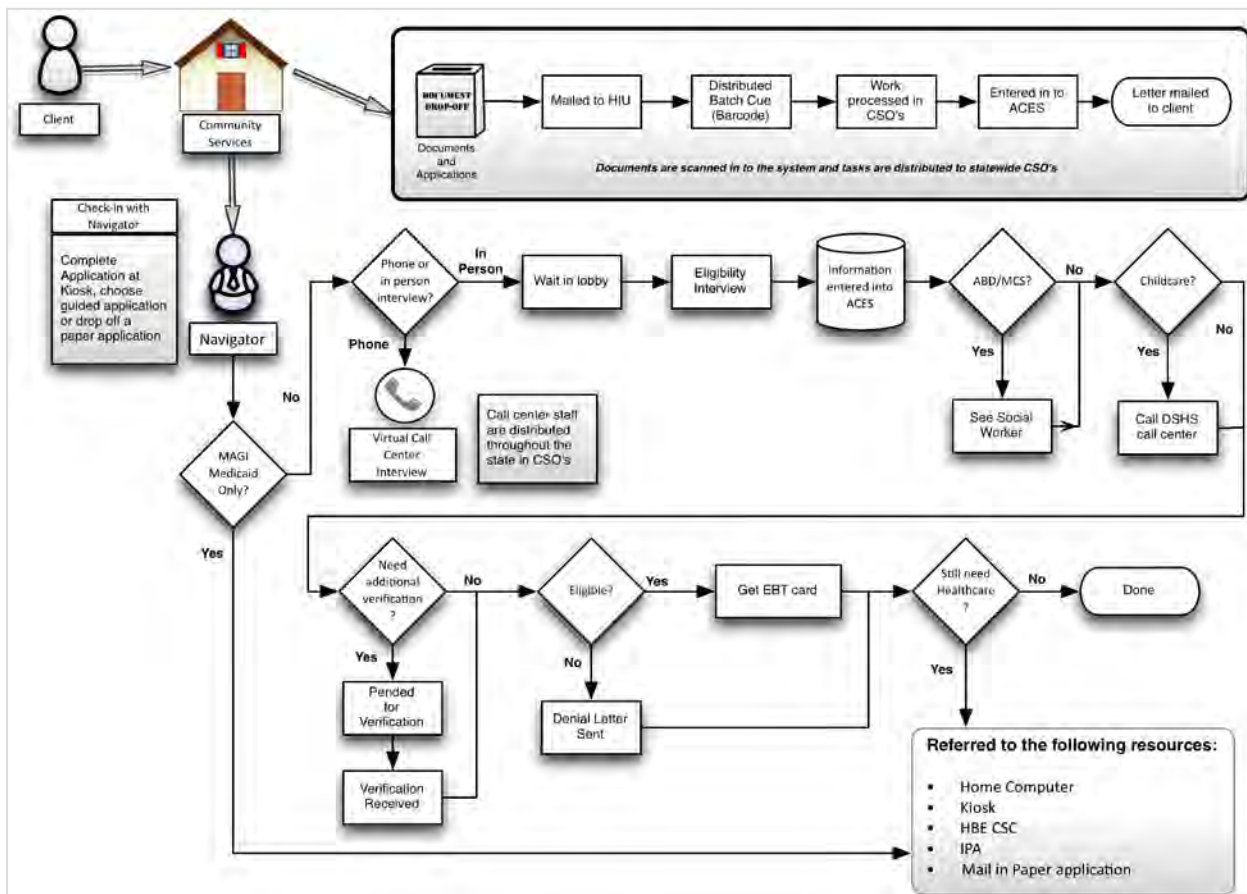 Client
Community
Services
DOCUMENT
DROP-OFF
Documents
and
Applications
Mailed to HIU
Distributed
Batch Cue
(Barcode)
Work
processed in
CSO's
Entered in to
ACES
Letter mailed
to client
Documents are scanned in to the system and tasks are distributed to statewide CSO's
Check-In with
Navigator
Complete
Application at
Kiosk, choose
guided application
or drop off a
paper application
Navigator
MAGI
Medicaid
Only?
No
Yes
Phone or
in person
interview?
In
Person
Phone
Virtual Call
Center
Interview
Call center staff
are distributed
throughout the
state in CSO's
Wait in lobby
Eligibility
Interview
Information
entered into
ACES
ABD/MCS?
No
Yes
See Social
Worker
Childcare?
No
Yes
Call DSHS
call center
Need
additional
verification
?
No
Yes
Pended
for
Verification
Verification
Received
Eligible?
Yes
No
Denial Letter
Sent
Get EBT card
Still need
Healthcare
?
No
Yes
Done
Referred to the following resources:
▪ Home Computer
▪ Kiosk
▪ HBE CSC
▪ IPA
▪ Mail in Paper application